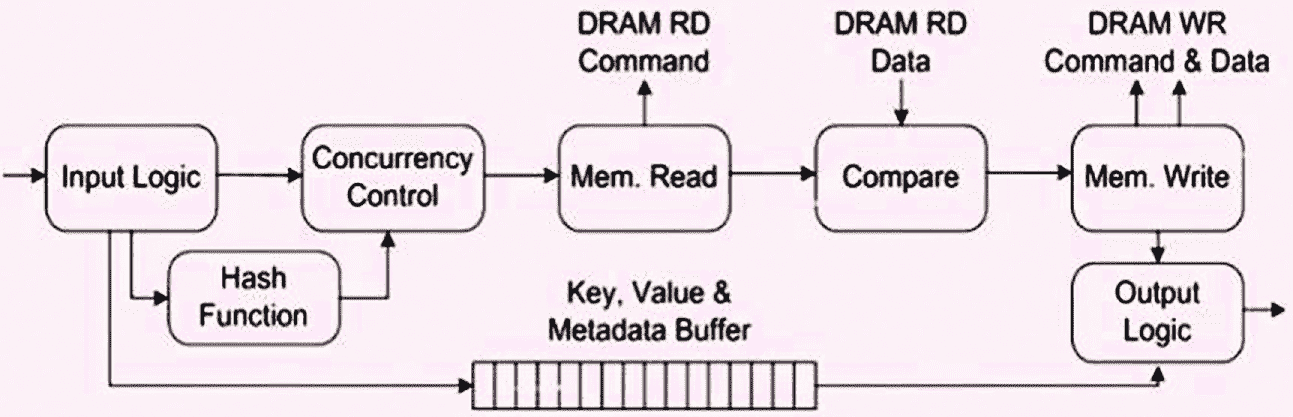 DRAM RD
Command
DRAM RD
Data
DRAM WR
Command & Data
Input Logic
Concurrency
Control
Mem. Read
Compare
Mem. Write
Hash
Function
Key, Value &
Metadata Buffer
Output
Logic